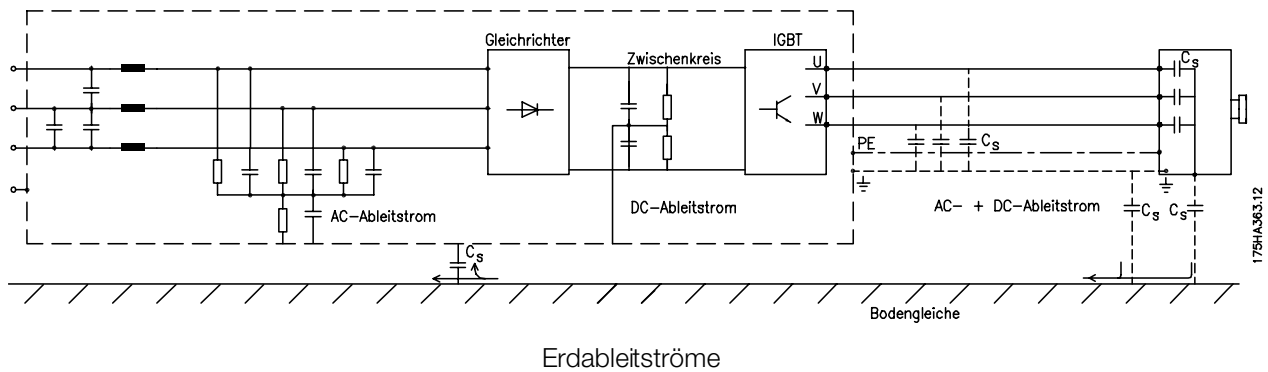 Gleichrichter
Zwischenkreis
IGBT
U
V
W
PE
Cs
Cs
AC-Ableitstrom
DC-Ableitstrom
AC- + DC-Ableitstrom
Cs
Cs
Cs
175HA363.12
Bodengleiche
Erdableitströme